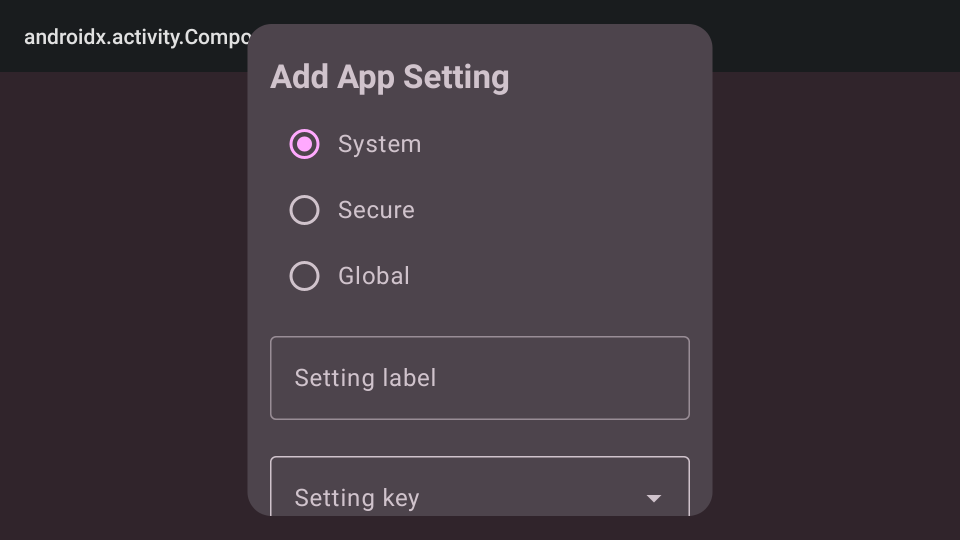 androidx.activity.Compo
Add App Setting
System
Secure
Global
Setting label
Setting key